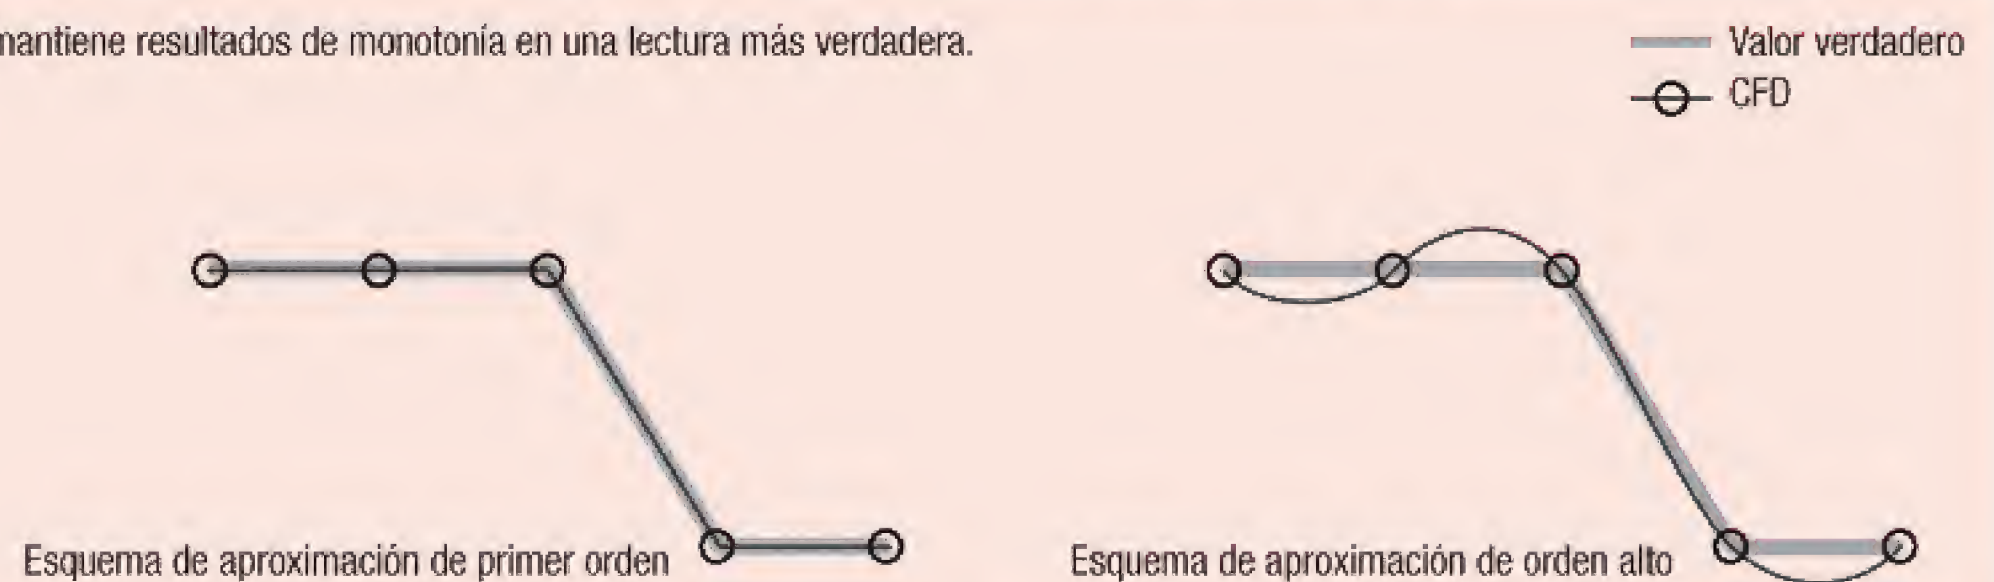 mantiene resultados de monotonía en una lectura más verdadera.
Valor verdadero
CFD
Esquema de aproximación de primer orden
Esquema de aproximación de orden alto